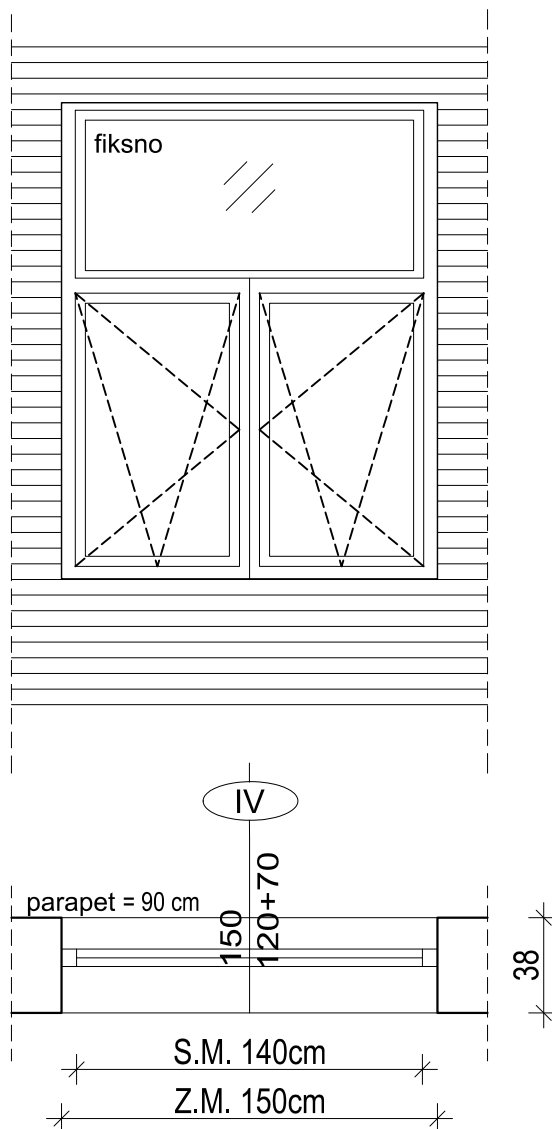 fiksno
IV
parapet = 90 cm
150
120+70
38
S.M. 140cm
Z.M. 150cm